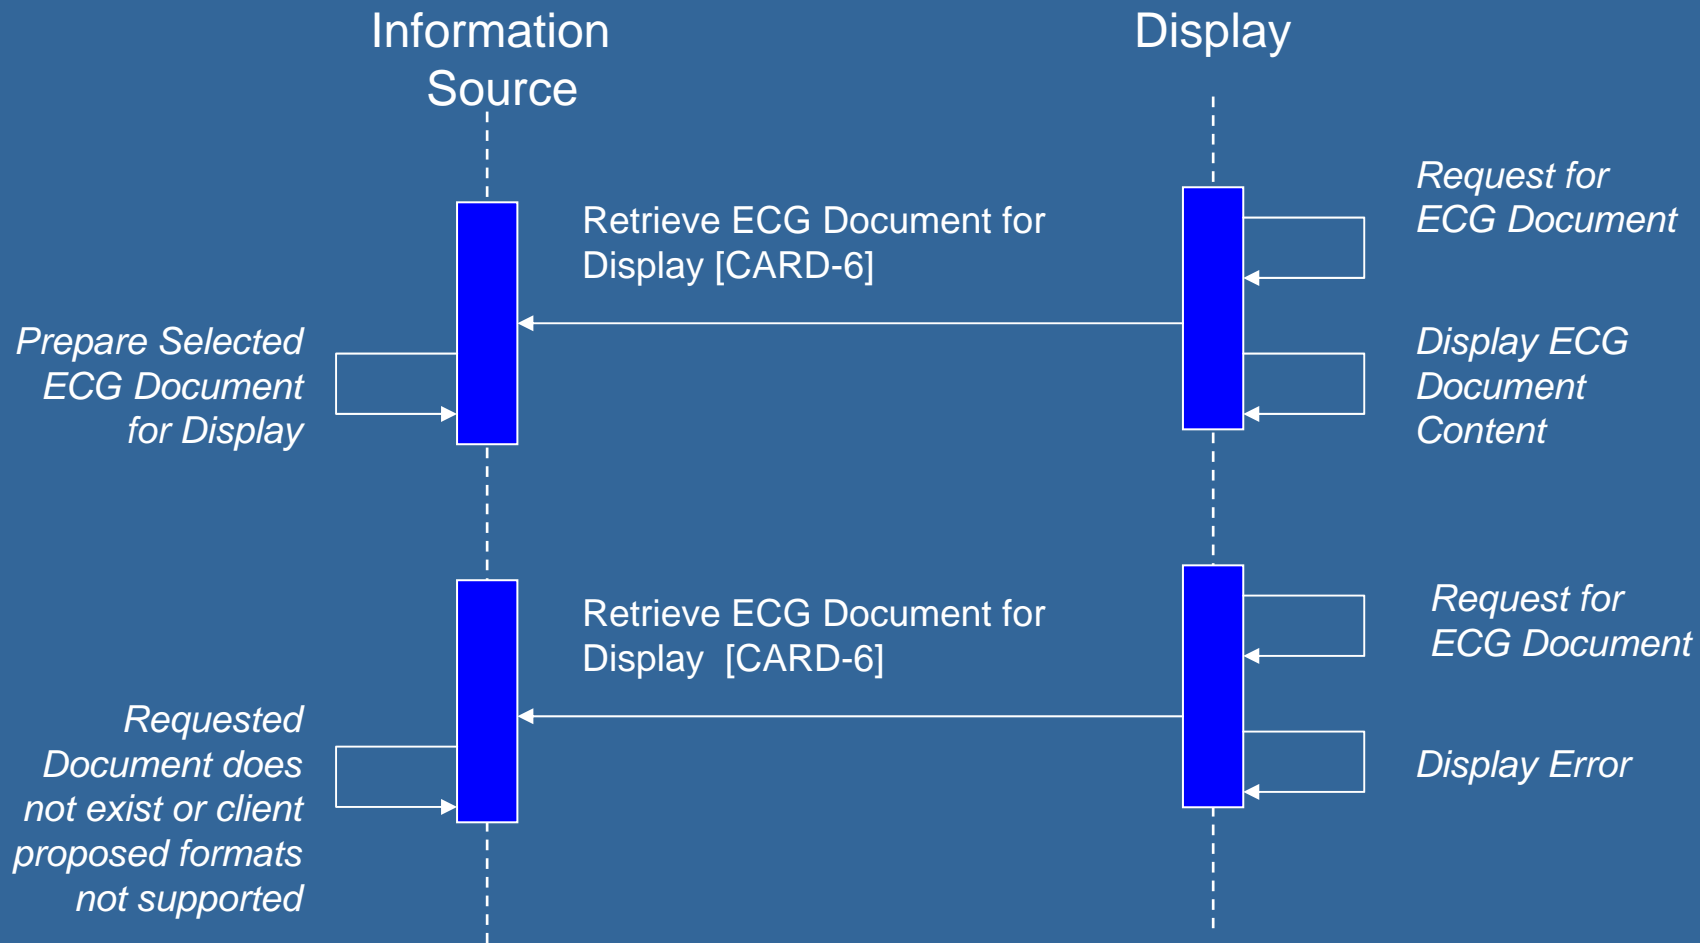 Information
Source
Display
Request for
ECG Document
Retrieve ECG Document for
Display [CARD-6]
Prepare Selected
ECG Document
for Display
Display ECG
Document
Content
Request for
ECG Document
Retrieve ECG Document for
Display [CARD-6]
Requested
Document does
not exist or client
proposed formats
not supported
Display Error